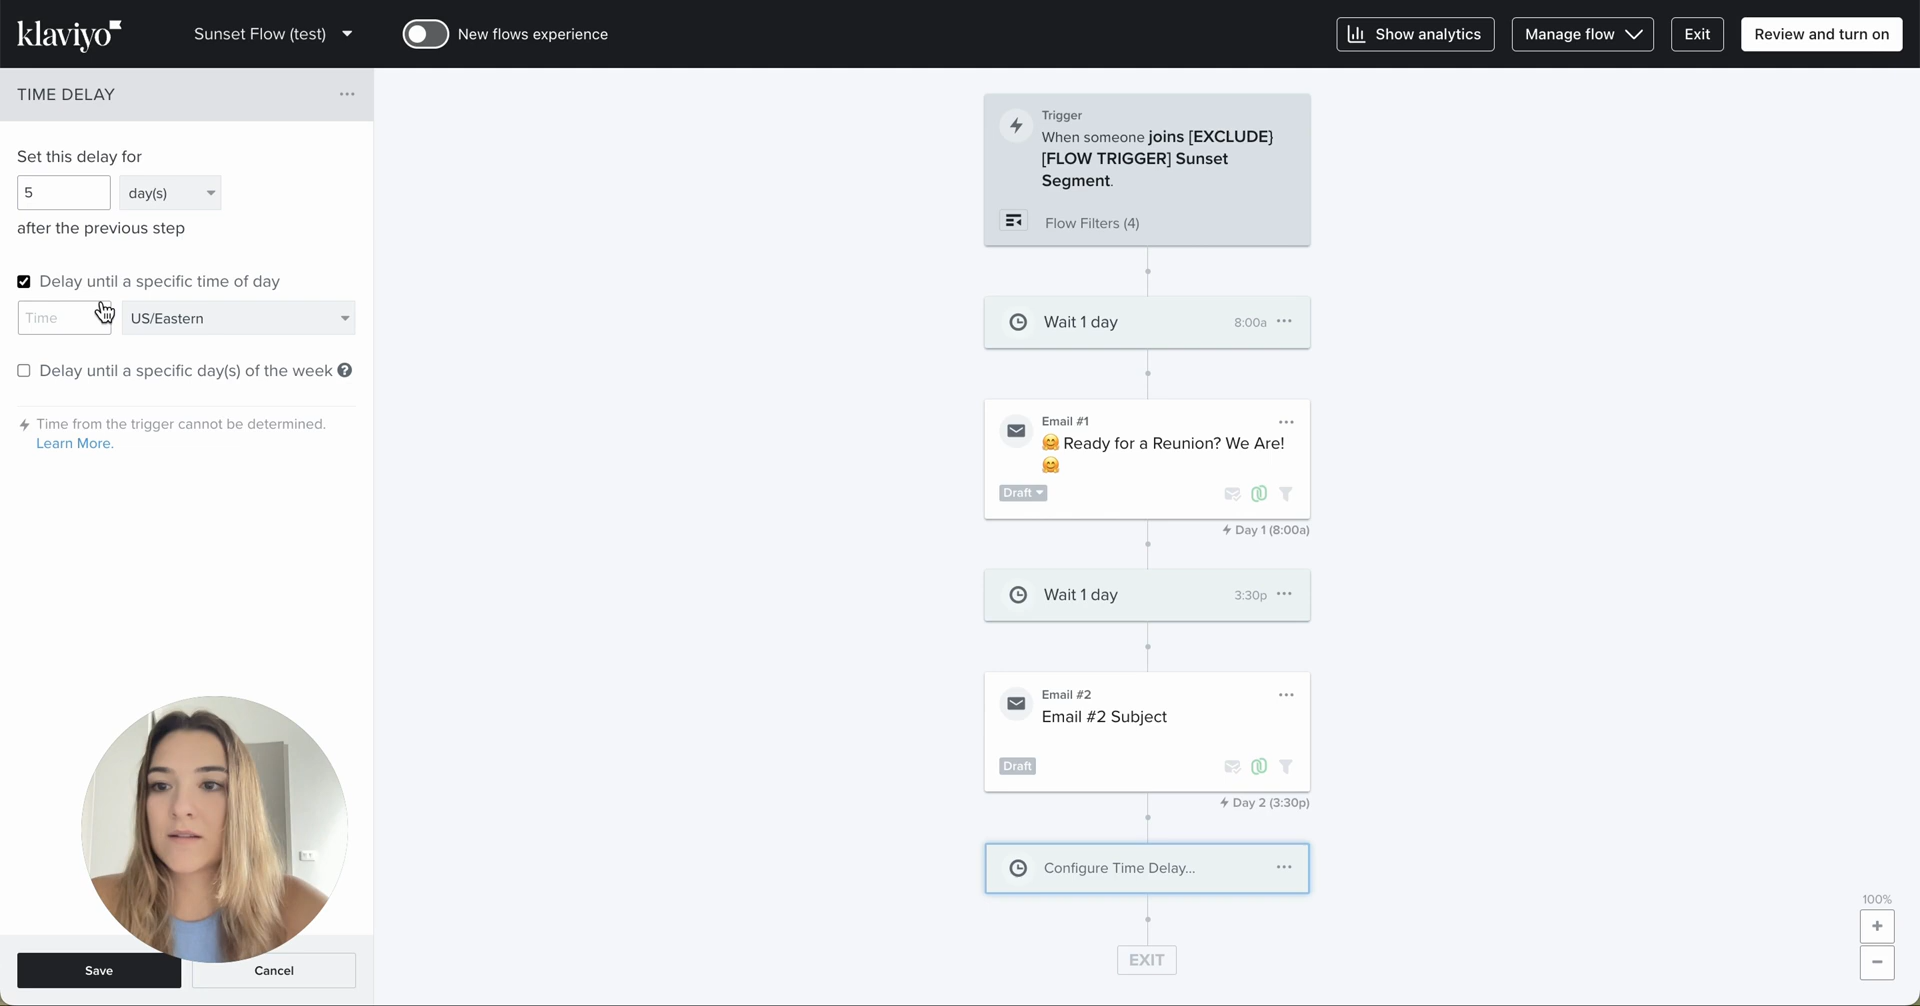 klaviyo
Sunset Flow (test)
New flows experience
Show analytics
Manage flow
Exit
Review and turn on
TIME DELAY
Set this delay for
5
day(s)
after the previous step
Delay until a specific time of day
Time
US/Eastern
Delay until a specific day(s) of the week
Time from the trigger cannot be determined.
Learn More.
Save
Cancel
Trigger
When someone joins [EXCLUDE}
[FLOW TRIGGER] Sunset
Segment.
Flow Filters (4)
Wait 1 day
8:00a
Email #1
🤗 Ready for a Reunion? We Are!
🤗
Draft
Day 1 (8:00a)
Wait 1 day
3:30p
Email #2
Email #2 Subject
Draft
Day 2 (3:30p)
Configure Time Delay...
EXIT
100%